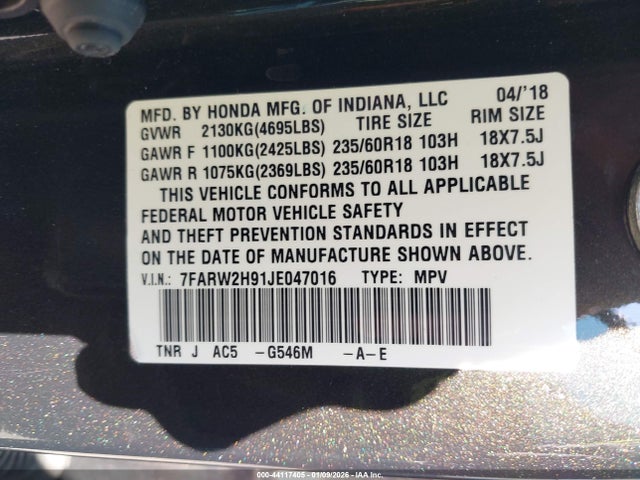 MFD. BY HONDA MFG. OF INDIANA, LLC 04/'18
GVWR 2130KG(4695LBS) TIRE SIZE RIM SIZE
GAWR F 1100KG(2425LBS) 235/60R18 103H 18X7.5J
GAWR R 1075KG(2369LBS) 235/60R18 103H 18X7.5J
THIS VEHICLE CONFORMS TO ALL APPLICABLE
FEDERAL MOTOR VEHICLE SAFETY
AND THEFT PREVENTION STANDARDS IN EFFECT
ON THE DATE OF MANUFACTURE SHOWN ABOVE.
V.I.N.: 7FARW2H91JE047016 TYPE: MPV
TNR J AC5 -G546M -A-E
000-44117405 - 01/09/2026 - IAA Inc.